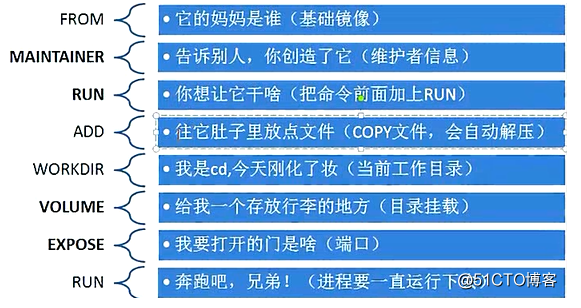 FROM • 它的妈妈是谁（基础镜像）
MAINTAINER • 告诉别人，你创造了它（维护者信息）
RUN • 你想让它干啥（把命令前面加上RUN）
ADD • 往它肚子里放点文件（COPY文件，会自动解压）
WORKDIR • 我是cd,今天刚化了妆（当前工作目录）
VOLUME • 给我一个存放行李的地方（目录挂载）
EXPOSE • 我要打开的门是啥（端口）
RUN • 奔跑吧，兄弟！（进程要一直运行下
@51CTO博客